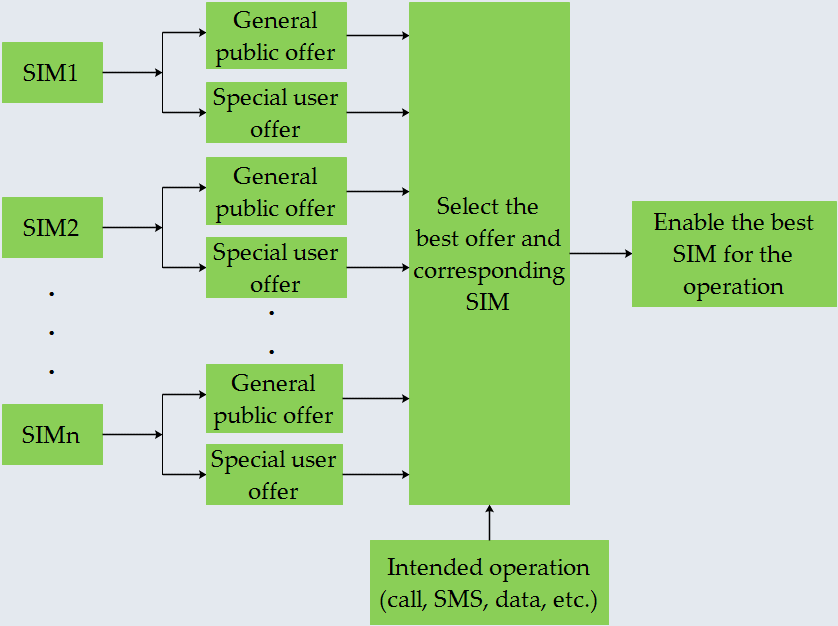 SIM1
General
public offer
Special user
offer
SIM2
General
public offer
Special user
offer
.
.
.
.
.
SIMn
General
public offer
Special user
offer
Select the
best offer and
corresponding
SIM
Enable the best
SIM for the
operation
Intended operation
(call, SMS, data, etc.)